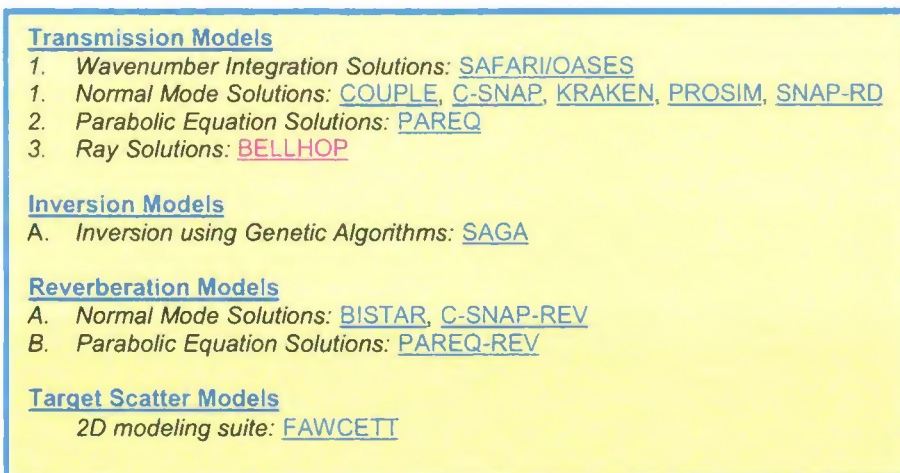 Transmission Models
1. Wavenumber Integration Solutions: SAFARI/OASES
1. Normal Mode Solutions: COUPLE, C-SNAP, KRAKEN, PROSIM, SNAP-RD
2. Parabolic Equation Solutions: PAREQ
3. Ray Solutions: BELLHOP
Inversion Models
A. Inversion using Genetic Algorithms: SAGA
Reverberation Models
A. Normal Mode Solutions: BISTAR, C-SNAP-REV
B. Parabolic Equation Solutions: PAREQ-REV
Target Scatter Models
2D modeling suite: FAWCETT